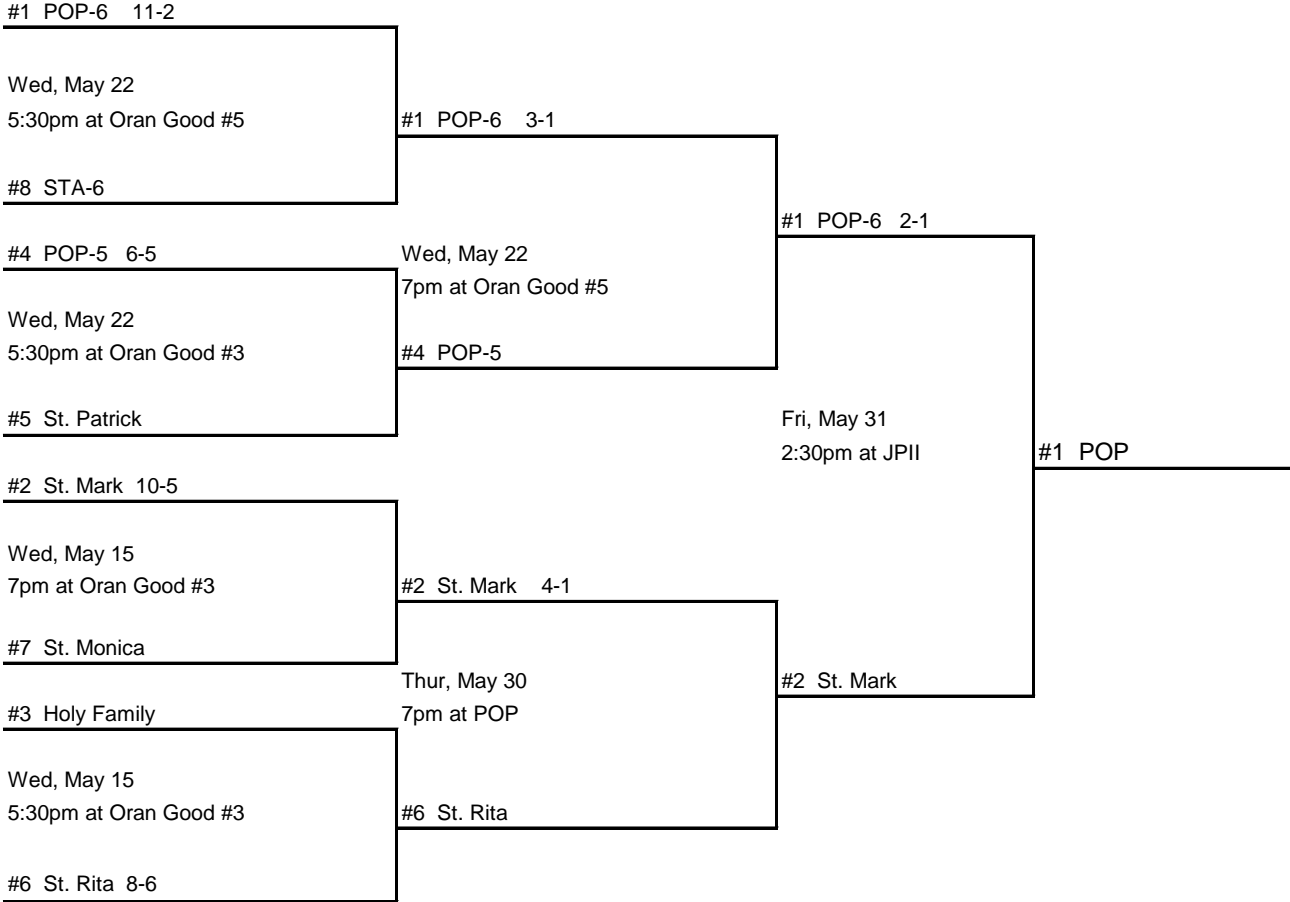 #1 POP-6 11-2
Wed, May 22
5:30pm at Oran Good #5
#1 POP-6 3-1
#8 STA-6
#1 POP-6 2-1
#4 POP-5 6-5
Wed, May 22
7pm at Oran Good #5
Wed, May 22
5:30pm at Oran Good #3
#4 POP-5
#5 St. Patrick
Fri, May 31
2:30pm at JPII
#1 POP
#2 St. Mark 10-5
Wed, May 15
7pm at Oran Good #3
#2 St. Mark 4-1
#7 St. Monica
Thur, May 30
7pm at POP
#2 St. Mark
#3 Holy Family
Wed, May 15
5:30pm at Oran Good #3
#6 St. Rita
#6 St. Rita 8-6